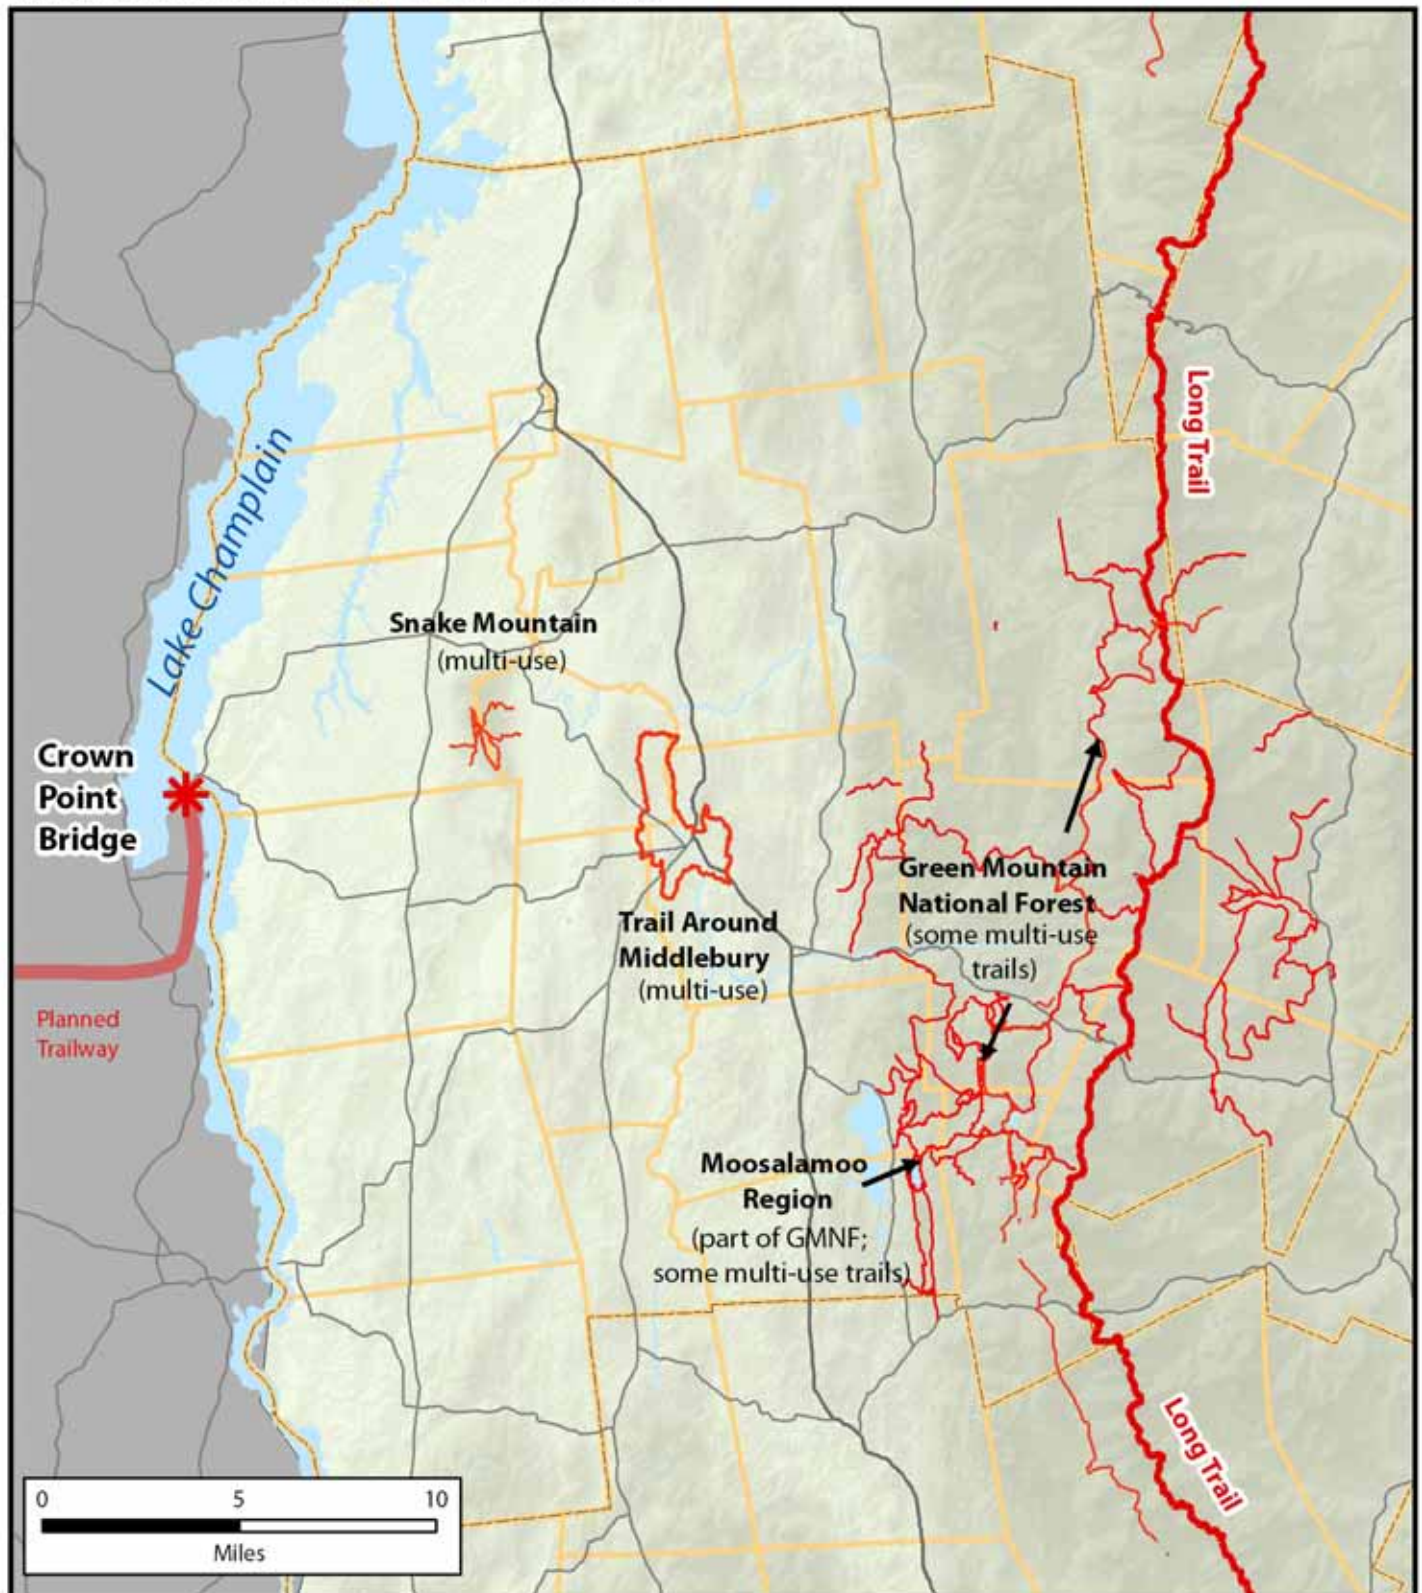 Long Trail
Lake Champlain
Snake Mountain
(multi-use)
Crown
Point
Bridge
Green Mountain
National Forest
(some multi-use
trails)
Trail Around
Middlebury
(multi-use)
Planned
Trailway
Moosalamoo
Region
(part of GMNF;
some multi-use trails)
Long Trail
0 5 10
Miles